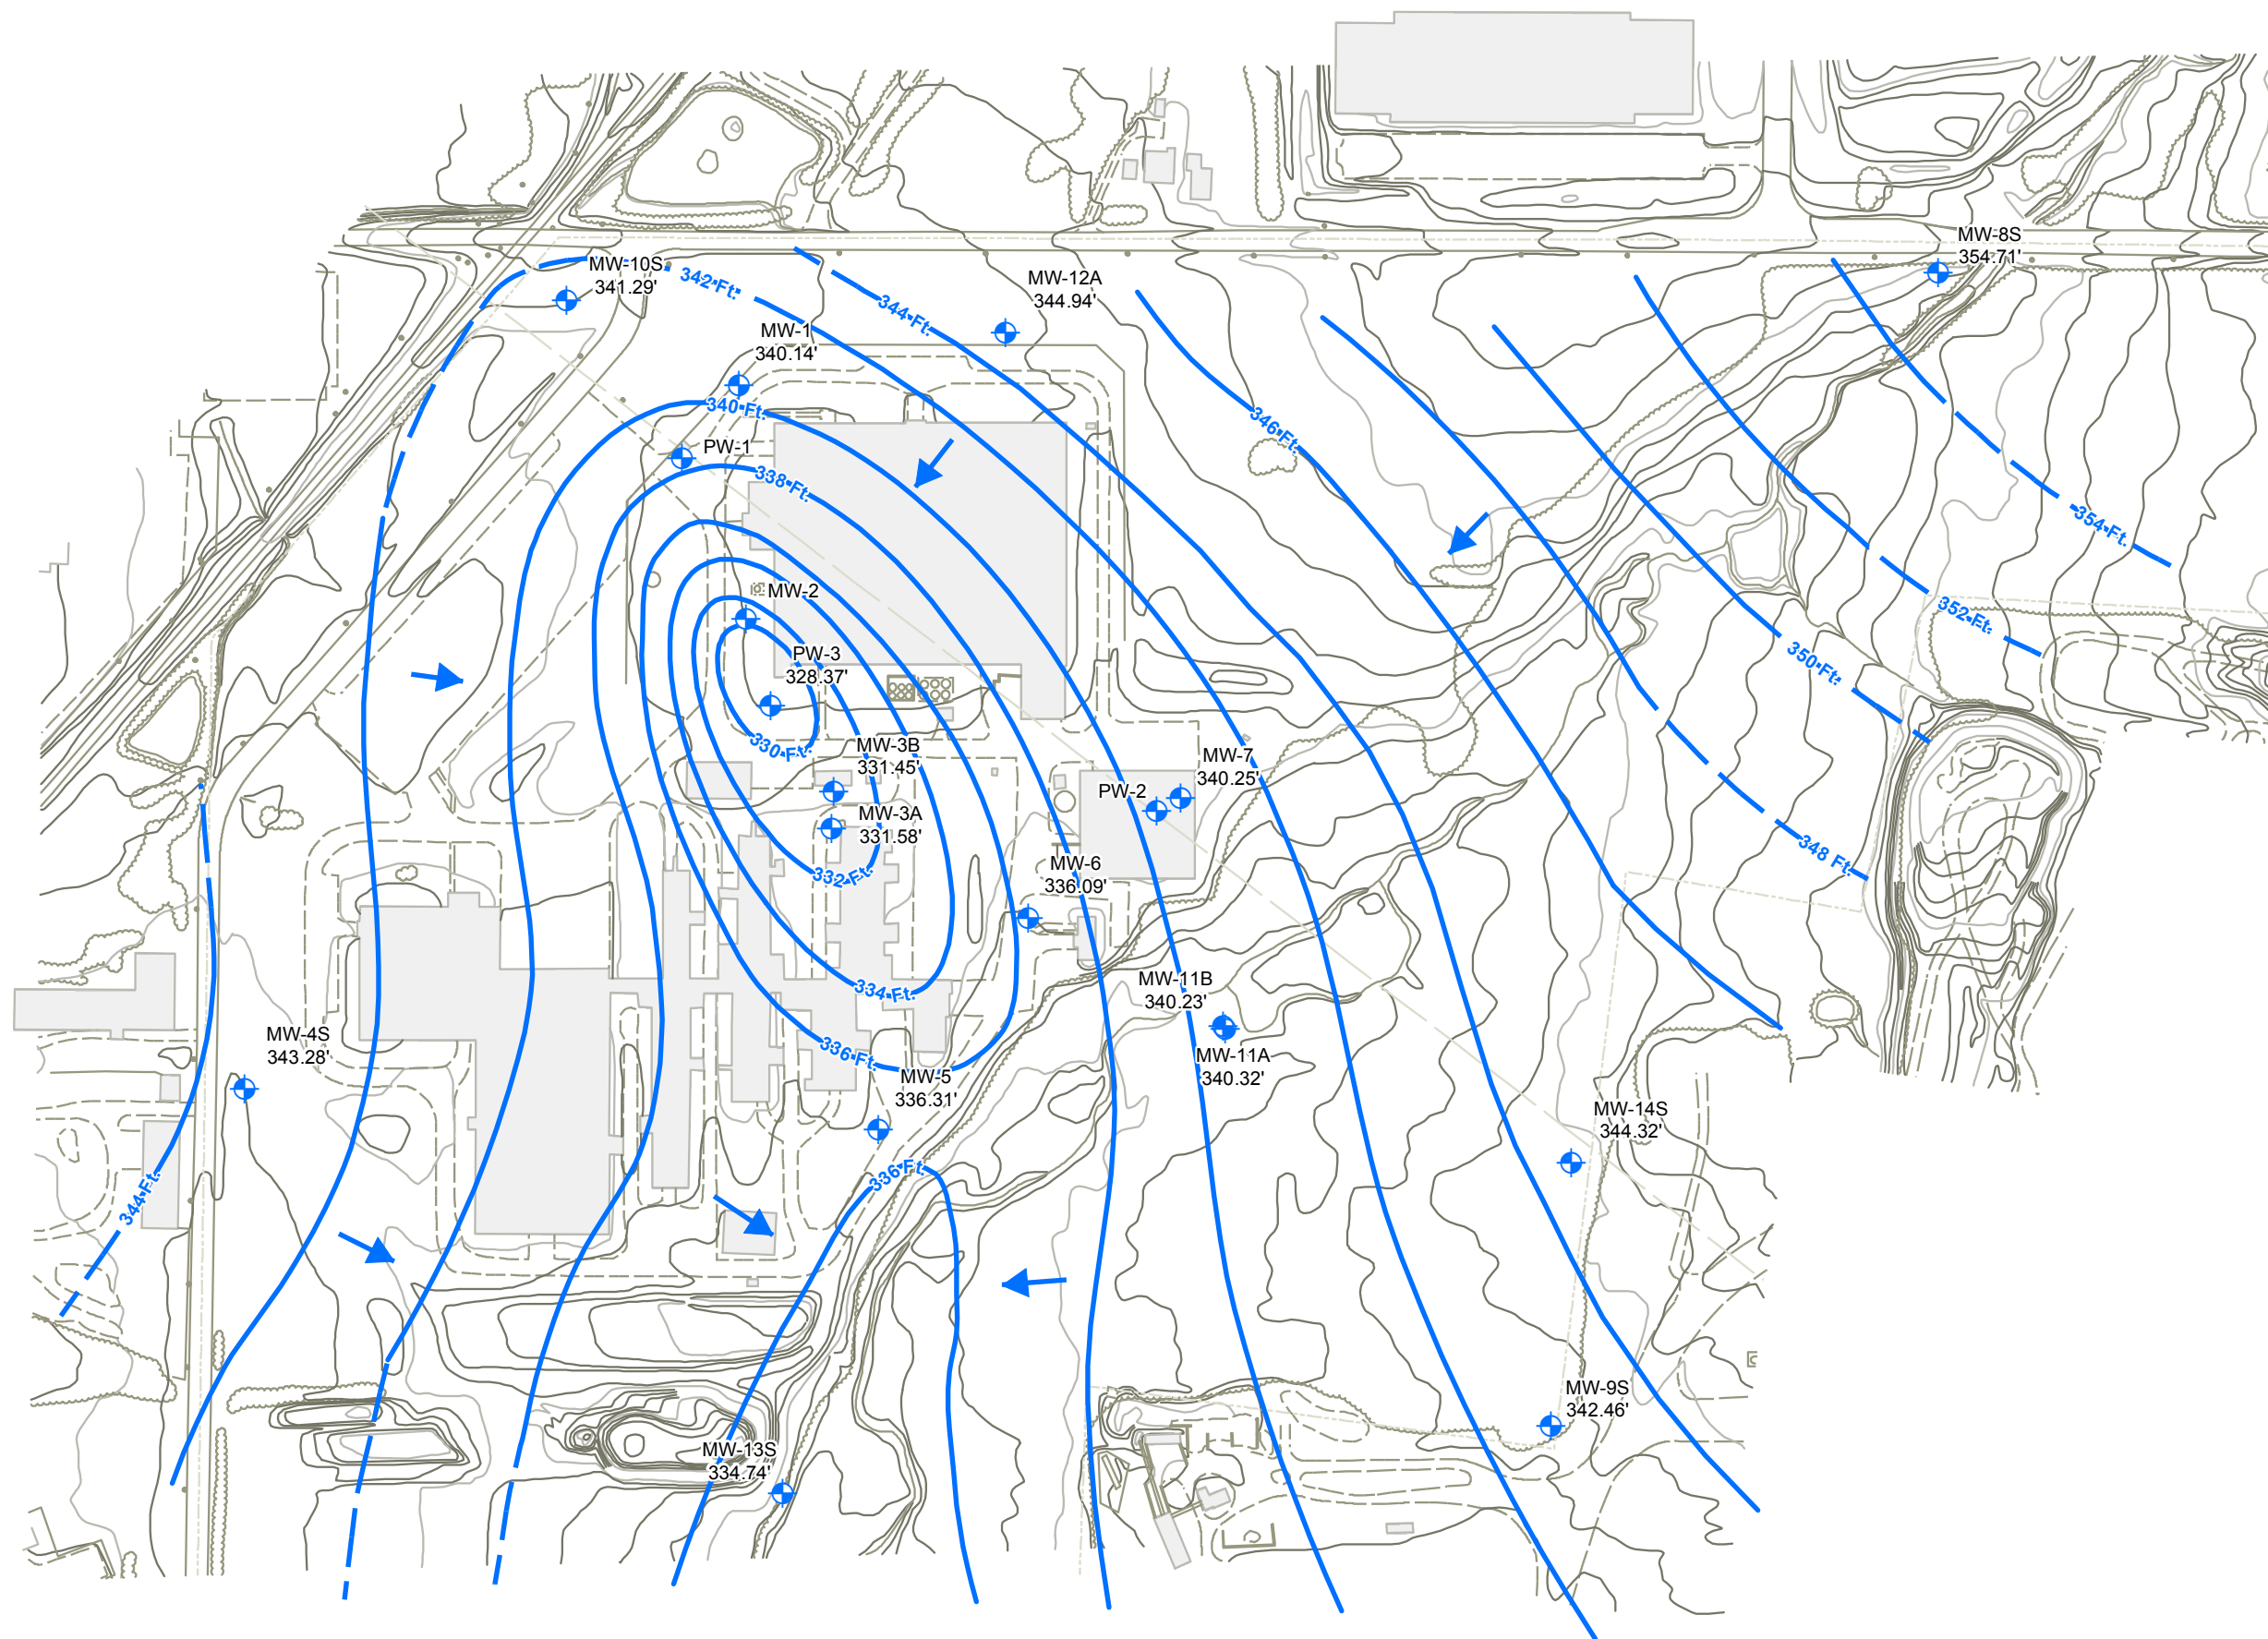 MW-8S
354.71'
MW-10S
341.29'
342 Ft.
MW-12A
344.94'
344 Ft.
MW-1
340.14'
340 Ft.
346 Ft.
PW-1
338 Ft.
354 Ft.
MW-2
352 Ft.
PW-3
328.37'
350 Ft.
330 Ft.
MW-3B
331.45'
MW-7
340.25'
PW-2
MW-3A
331.58'
348 Ft.
MW-6
336.09'
332 Ft.
MW-11B
340.23'
334 Ft.
MW-4S
343.28'
336 Ft.
MW-11A
340.32'
MW-5
336.31'
MW-14S
344.32'
336 Ft.
344 Ft.
MW-9S
342.46'
MW-13S
334.74'